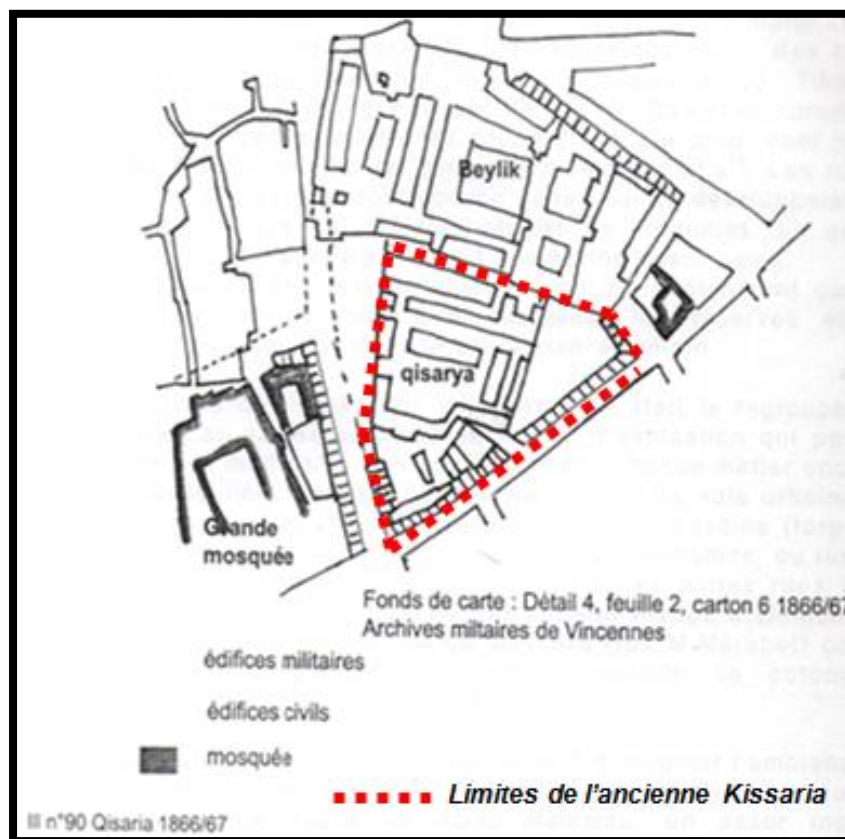 Beylik
qisarya
Grande
mosquée
Fonds de carte : Détail 4, feuille 2, carton 6 1866/67
Archives miltaires de Vincennes
édifices militaires
édifices civils
mosquée
Limites de l'ancienne Kissaria
Ill n°90 Qisaria 1866/67